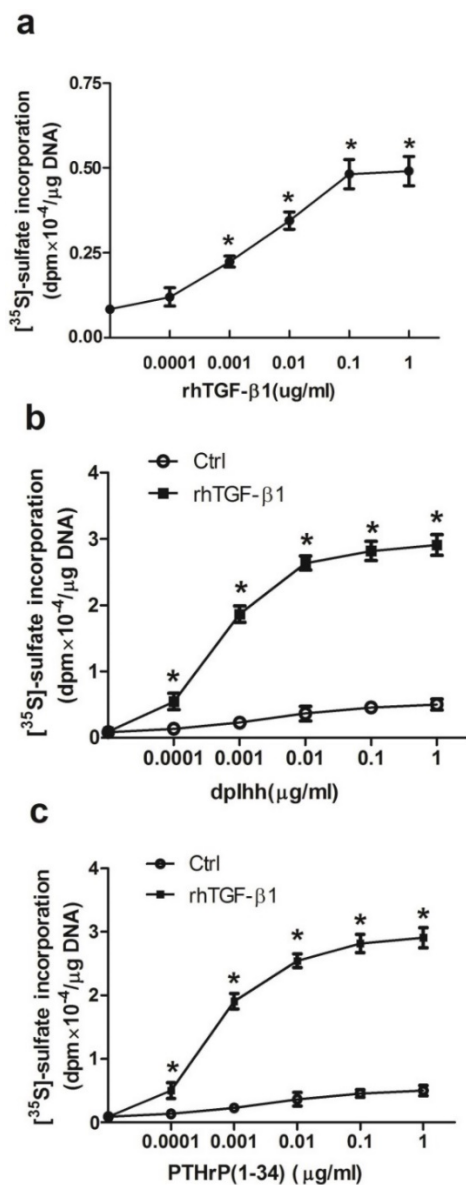 a
[³⁵S]-sulfate incorporation
(dpm×10⁻⁴/μg DNA)
0.75
0.50
0.25
0.00
* * * *
0.0001 0.001 0.01 0.1 1
rhTGF-β1(ug/ml)
b
Ctrl
rhTGF-β1
[³⁵S]-sulfate incorporation
(dpm×10⁻⁴/μg DNA)
4
3
2
1
0
* * * * *
0.0001 0.001 0.01 0.1 1
dplhh(μg/ml)
c
Ctrl
rhTGF-β1
[³⁵S]-sulfate incorporation
(dpm×10⁻⁴/μg DNA)
4
3
2
1
0
* * * * *
0.0001 0.001 0.01 0.1 1
PTHrP(1-34) (μg/ml)